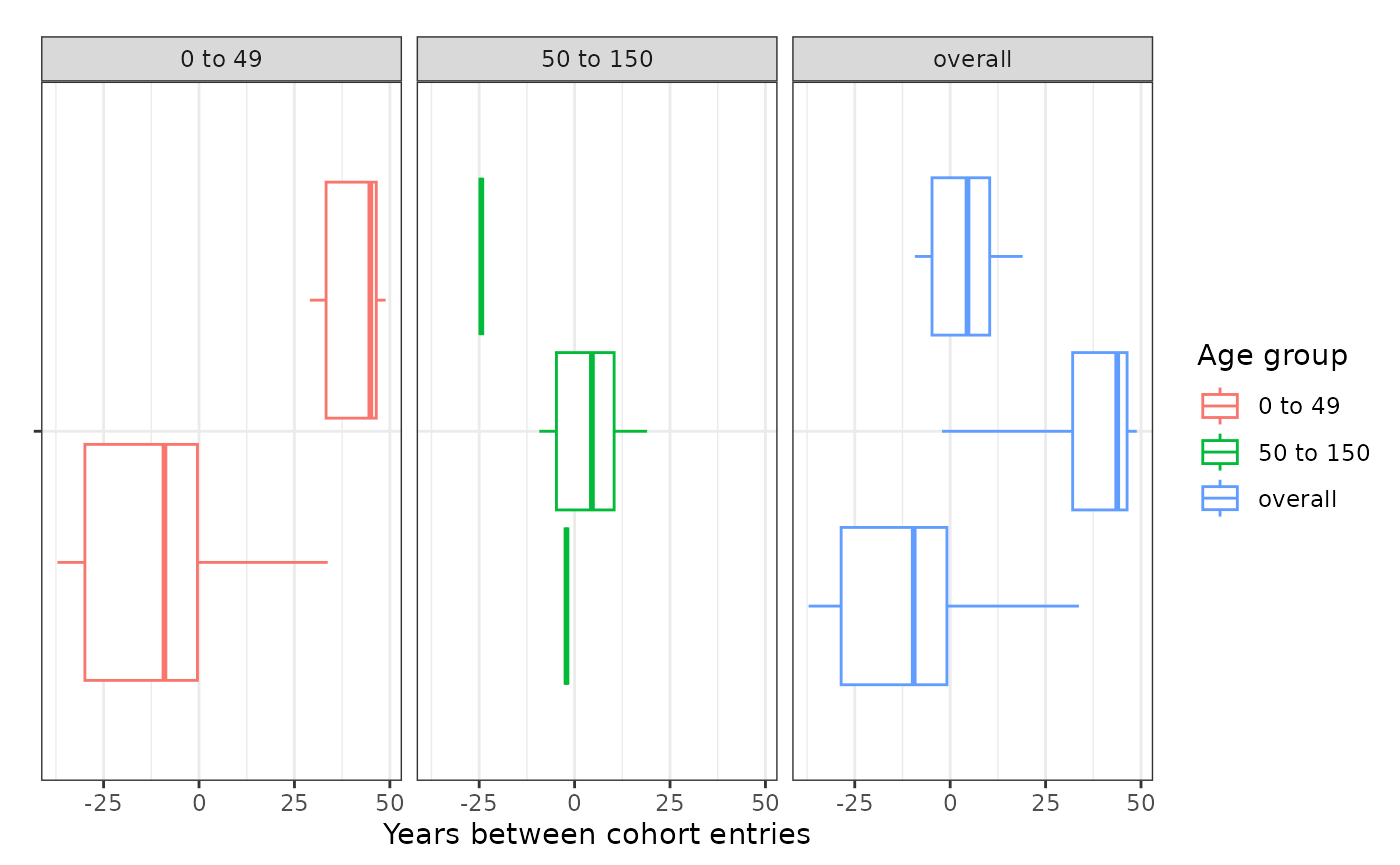 0 to 49 50 to 150 overall
-25 0 25 50 -25 0 25 50 -25 0 25 50
Years between cohort entries
Age group
0 to 49
50 to 150
overall